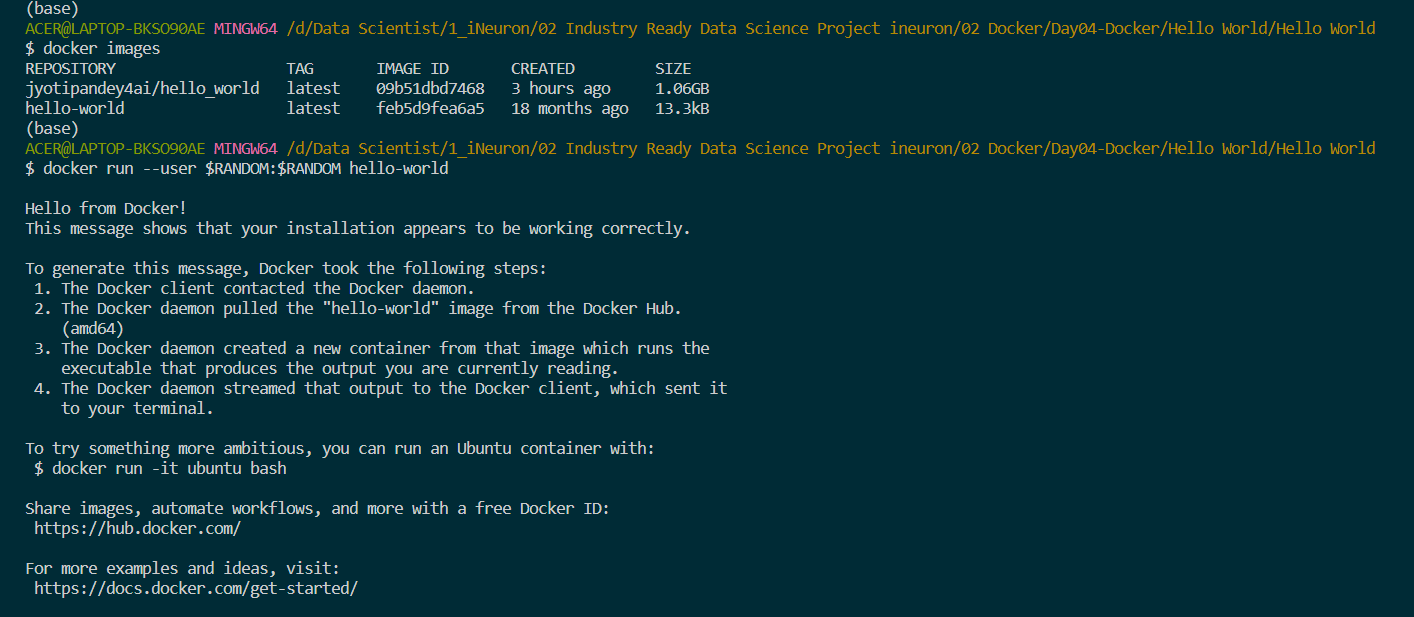 (base)
ACER@LAPTOP-BKSO90AE MINGW64 /d/Data Scientist/1_iNeuron/02 Industry Ready Data Science Project ineuron/02 Docker/Day04-Docker/Hello World/Hello World
$ docker images
REPOSITORY                   TAG       IMAGE ID       CREATED         SIZE
jyotipandey4ai/hello_world   latest    09b51dbd7468   3 hours ago     1.06GB
hello-world                  latest    feb5d9fea6a5   18 months ago   13.3kB
(base)
ACER@LAPTOP-BKSO90AE MINGW64 /d/Data Scientist/1_iNeuron/02 Industry Ready Data Science Project ineuron/02 Docker/Day04-Docker/Hello World/Hello World
$ docker run --user $RANDOM:$RANDOM hello-world
Hello from Docker!
This message shows that your installation appears to be working correctly.
To generate this message, Docker took the following steps:
1. The Docker client contacted the Docker daemon.
2. The Docker daemon pulled the "hello-world" image from the Docker Hub.
(amd64)
3. The Docker daemon created a new container from that image which runs the
executable that produces the output you are currently reading.
4. The Docker daemon streamed that output to the Docker client, which sent it
to your terminal.
To try something more ambitious, you can run an Ubuntu container with:
$ docker run -it ubuntu bash
Share images, automate workflows, and more with a free Docker ID:
https://hub.docker.com/
For more examples and ideas, visit:
https://docs.docker.com/get-started/